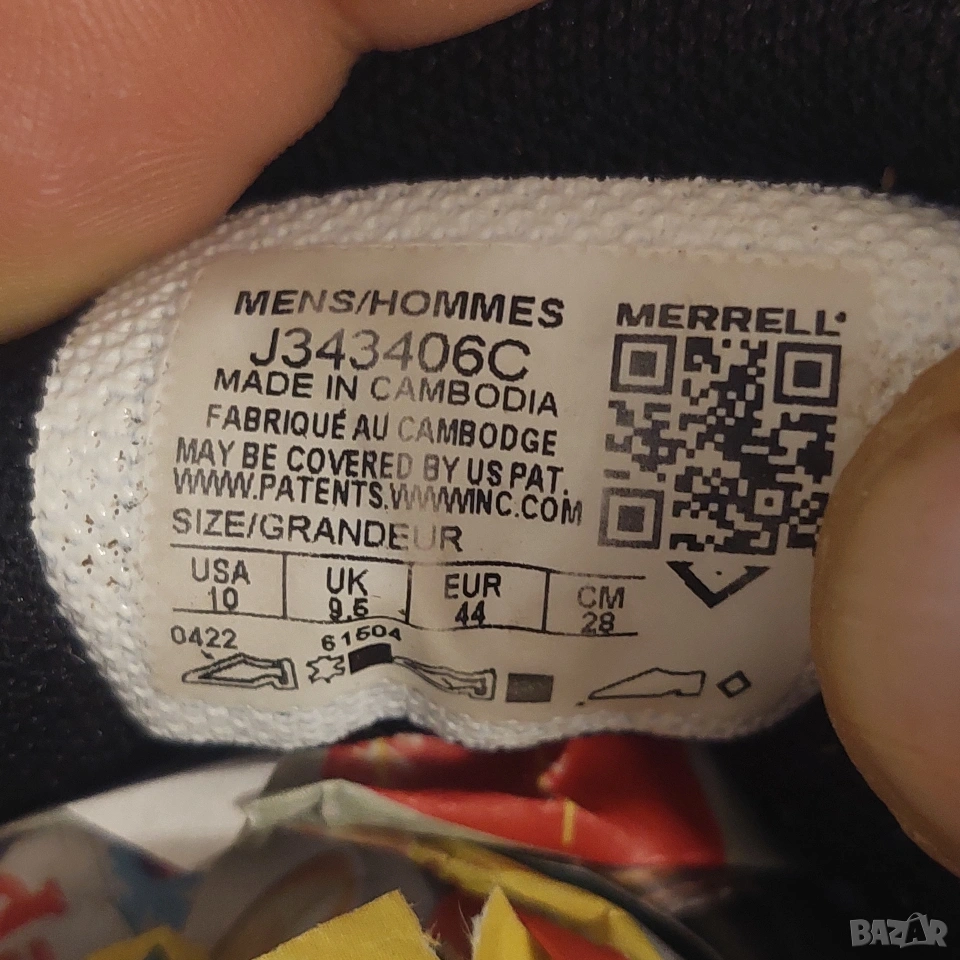 MENS/HOMMES
J343406C
MADE IN CAMBODIA
FABRIQUÉ AU CAMBODGE
MAY BE COVERED BY US PAT.
WWW.PATENTS.WWWINC.COM
SIZE/GRANDEUR
USA UK EUR CM
10 9.5 44 28
0422 61504
MERRELL
BAZAR